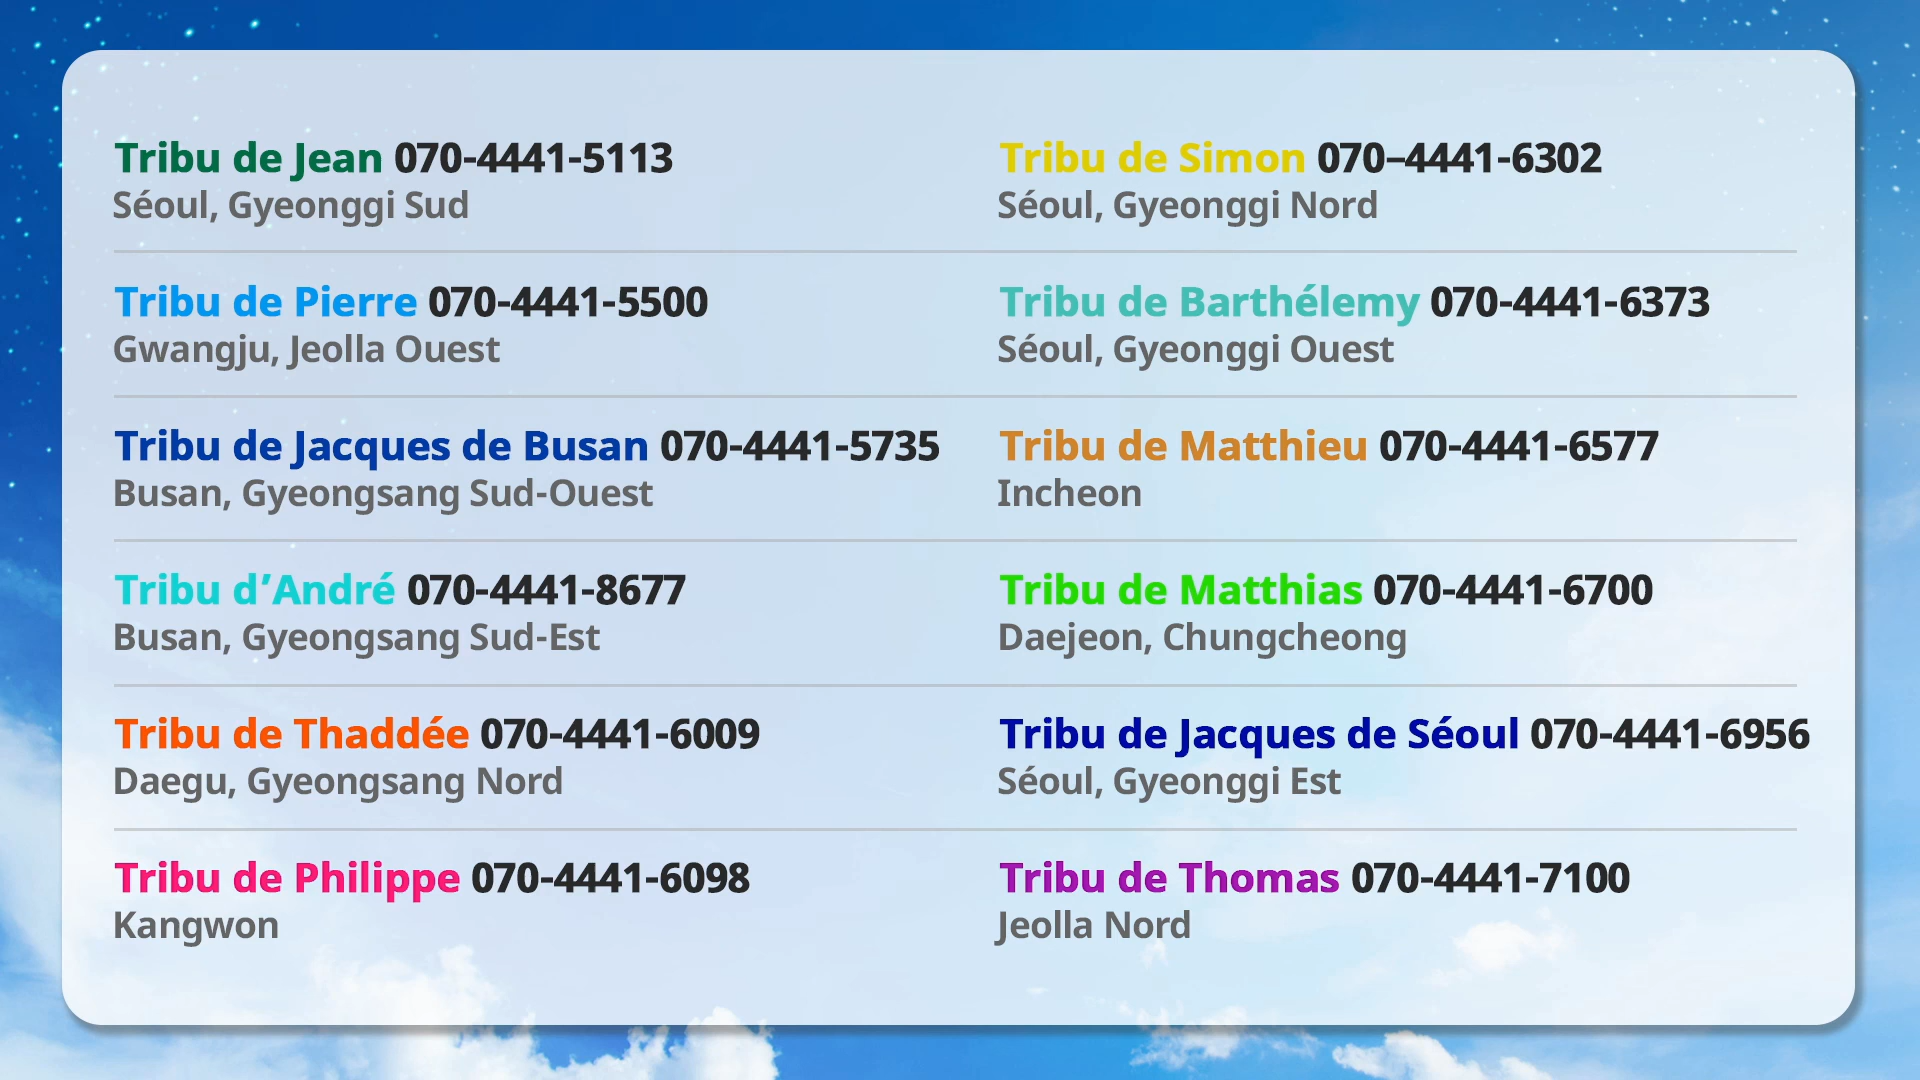 Tribu de Jean 070-4441-5113
Séoul, Gyeonggi Sud
Tribu de Pierre 070-4441-5500
Gwangju, Jeolla Ouest
Tribu de Jacques de Busan 070-4441-5735
Busan, Gyeongsang Sud-Ouest
Tribu d’André 070-4441-8677
Busan, Gyeongsang Sud-Est
Tribu de Thaddée 070-4441-6009
Daegu, Gyeongsang Nord
Tribu de Philippe 070-4441-6098
Kangwon
Tribu de Simon 070–4441-6302
Séoul, Gyeonggi Nord
Tribu de Barthélemy 070-4441-6373
Séoul, Gyeonggi Ouest
Tribu de Matthieu 070-4441-6577
Incheon
Tribu de Matthias 070-4441-6700
Daejeon, Chungcheong
Tribu de Jacques de Séoul 070-4441-6956
Séoul, Gyeonggi Est
Tribu de Thomas 070-4441-7100
Jeolla Nord